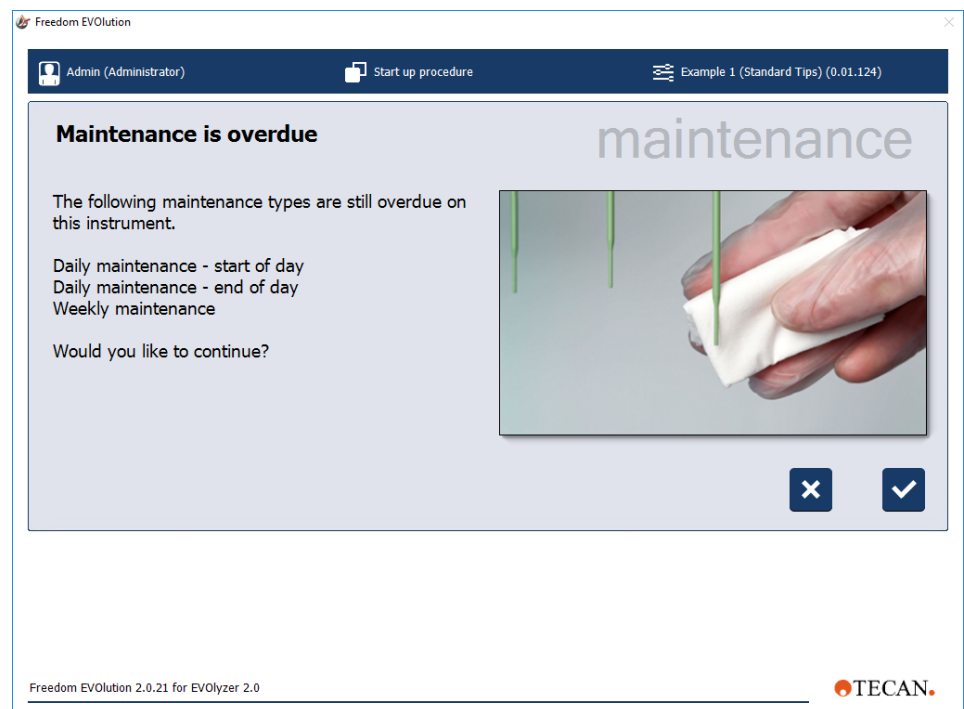 Freedom EVOlution
Admin (Administrator)
Start up procedure
Example 1 (Standard Tips) (0.01.124)
Maintenance is overdue
maintenance
The following maintenance types are still overdue on
this instrument.
Daily maintenance - start of day
Daily maintenance - end of day
Weekly maintenance
Would you like to continue?
Freedom EVOlution 2.0.21 for EVOlyzer 2.0
TECAN.